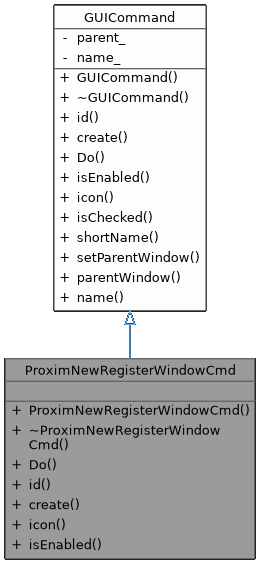 GUICommand
- parent_
- name_
+ GUICommand()
+ ~GUICommand()
+ id()
+ create()
+ Do()
+ isEnabled()
+ icon()
+ isChecked()
+ shortName()
+ setParentWindow()
+ parentWindow()
+ name()
ProximNewRegisterWindowCmd
+ ProximNewRegisterWindowCmd()
+ ~ProximNewRegisterWindow
Cmd()
+ Do()
+ id()
+ create()
+ icon()
+ isEnabled()